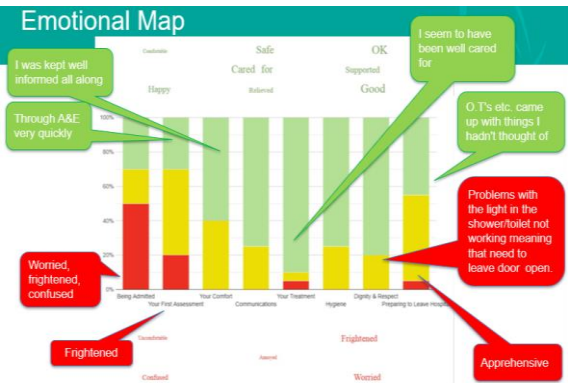 Emotional Map
Comfortable
Safe
OK
Cared for
Supported
Happy
Relieved
Good
I was kept well
informed all along
Through A&E
very quickly
I seem to have
been well cared
for
O.T's etc. came
up with things I
hadn't thought of
Problems with
the light in the
shower/toilet not
working meaning
that need to
leave door open.
Worried,
frightened,
confused
Frightened
Apprehensive
100%
80%
60%
40%
20%
0%
Being Admitted
Your First Assessment
Your Comfort
Communications
Your Treatment
Hygiene
Dignity & Respect
Preparing to Leave Hospi
Uncomfortable
Frightened
Confused
Worried